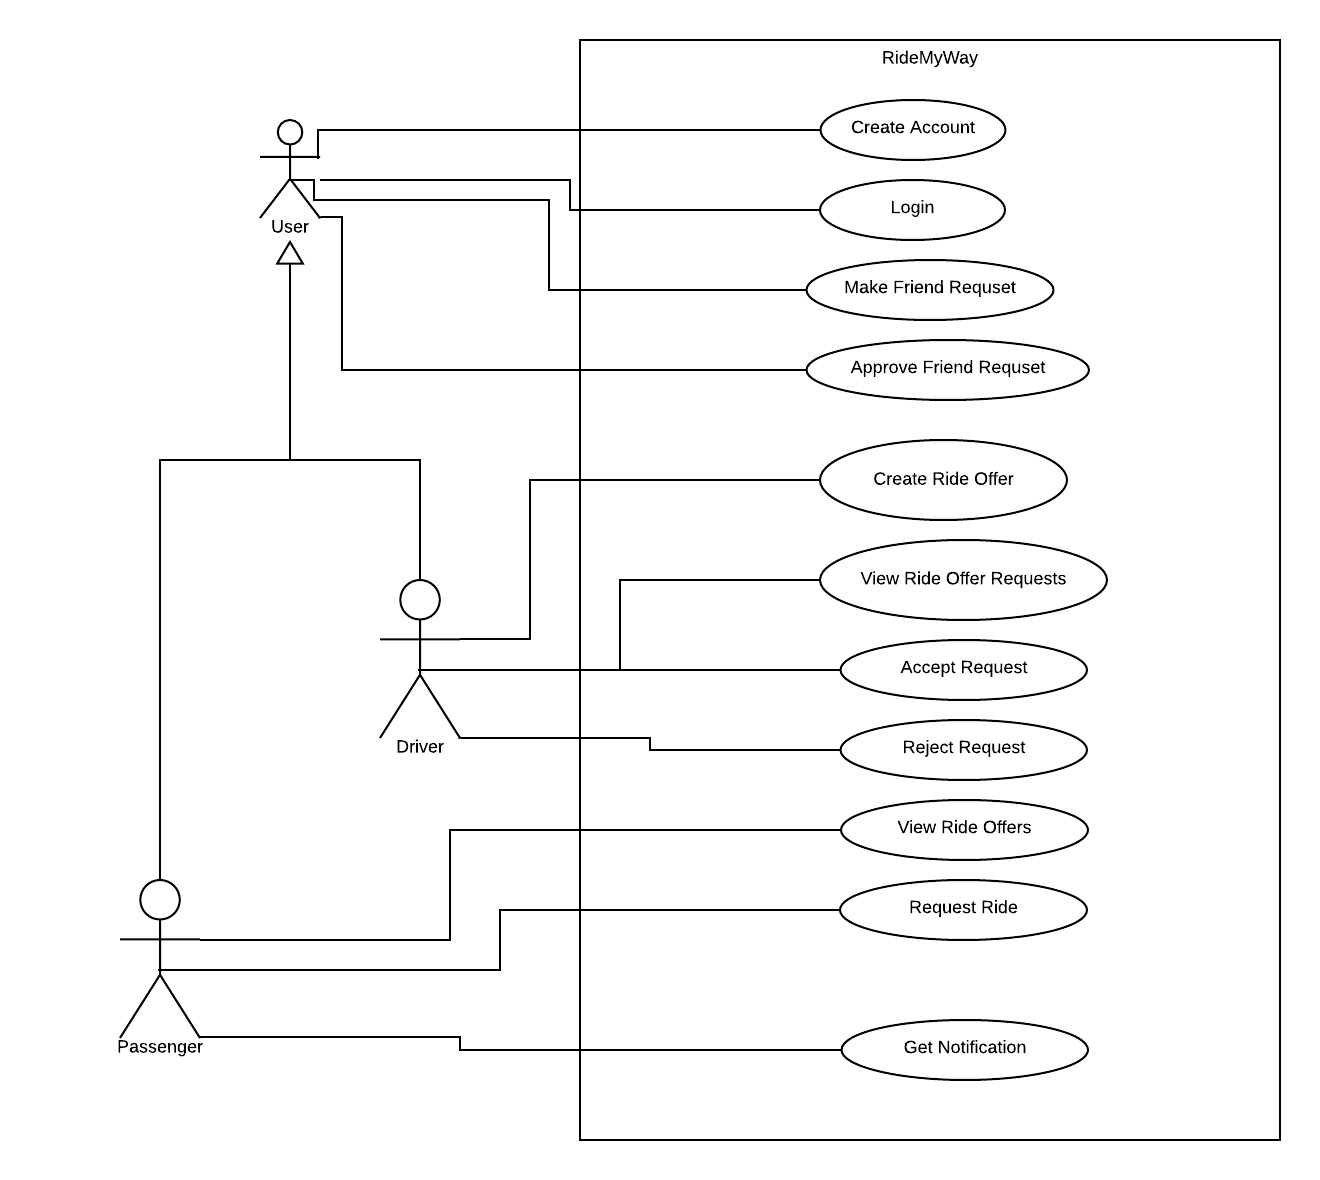 RideMyWay
Create Account
Login
User
Make Friend Requset
Approve Friend Requset
Create Ride Offer
View Ride Offer Requests
Accept Request
Driver
Reject Request
View Ride Offers
Request Ride
Passenger
Get Notification